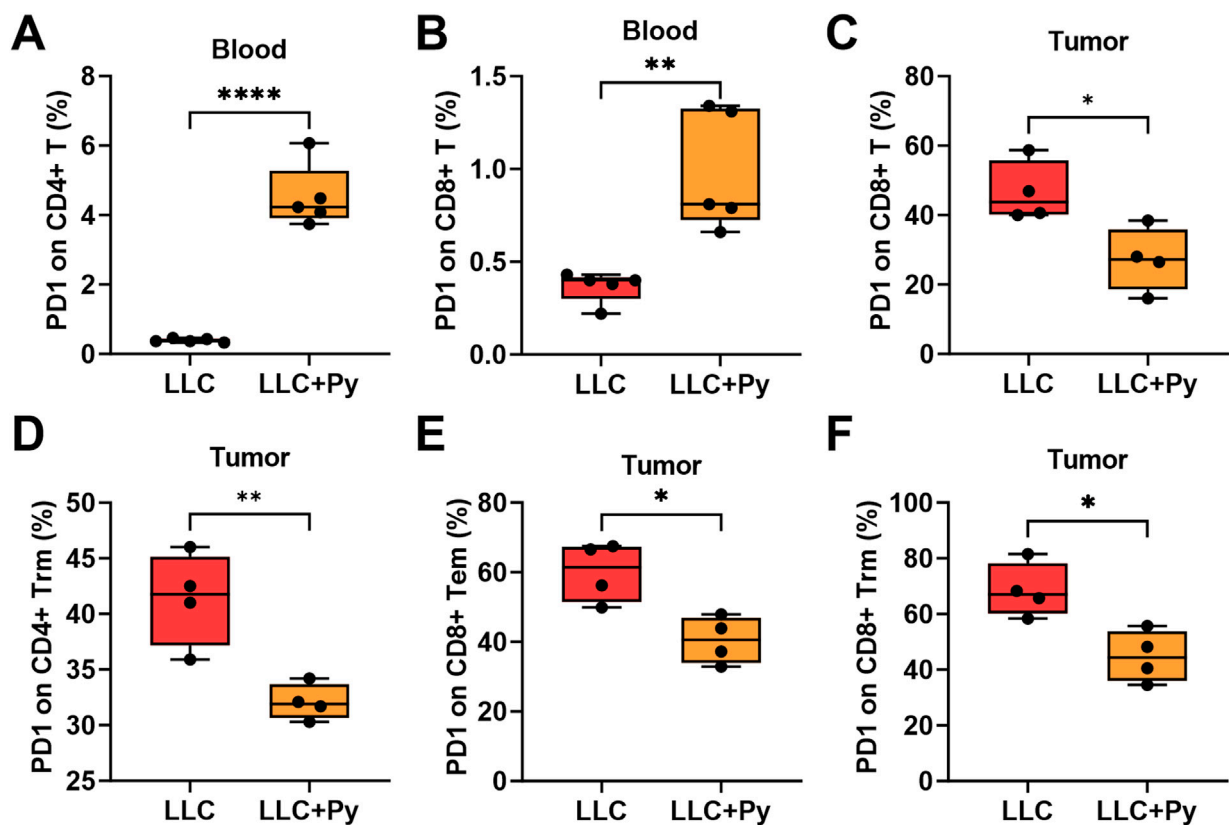 A
Blood
****
PD1 on CD4+ T (%)
8
6
4
2
0
LLC
LLC+Py
B
Blood
**
PD1 on CD8+ T (%)
1.5
1.0
0.5
0.0
LLC
LLC+Py
C
Tumor
*
PD1 on CD8+ T (%)
80
60
40
20
0
LLC
LLC+Py
D
Tumor
**
PD1 on CD4+ Trm (%)
50
45
40
35
30
25
LLC
LLC+Py
E
Tumor
*
PD1 on CD8+ Tem (%)
80
60
40
20
0
LLC
LLC+Py
F
Tumor
*
PD1 on CD8+ Trm (%)
100
80
60
40
20
0
LLC
LLC+Py